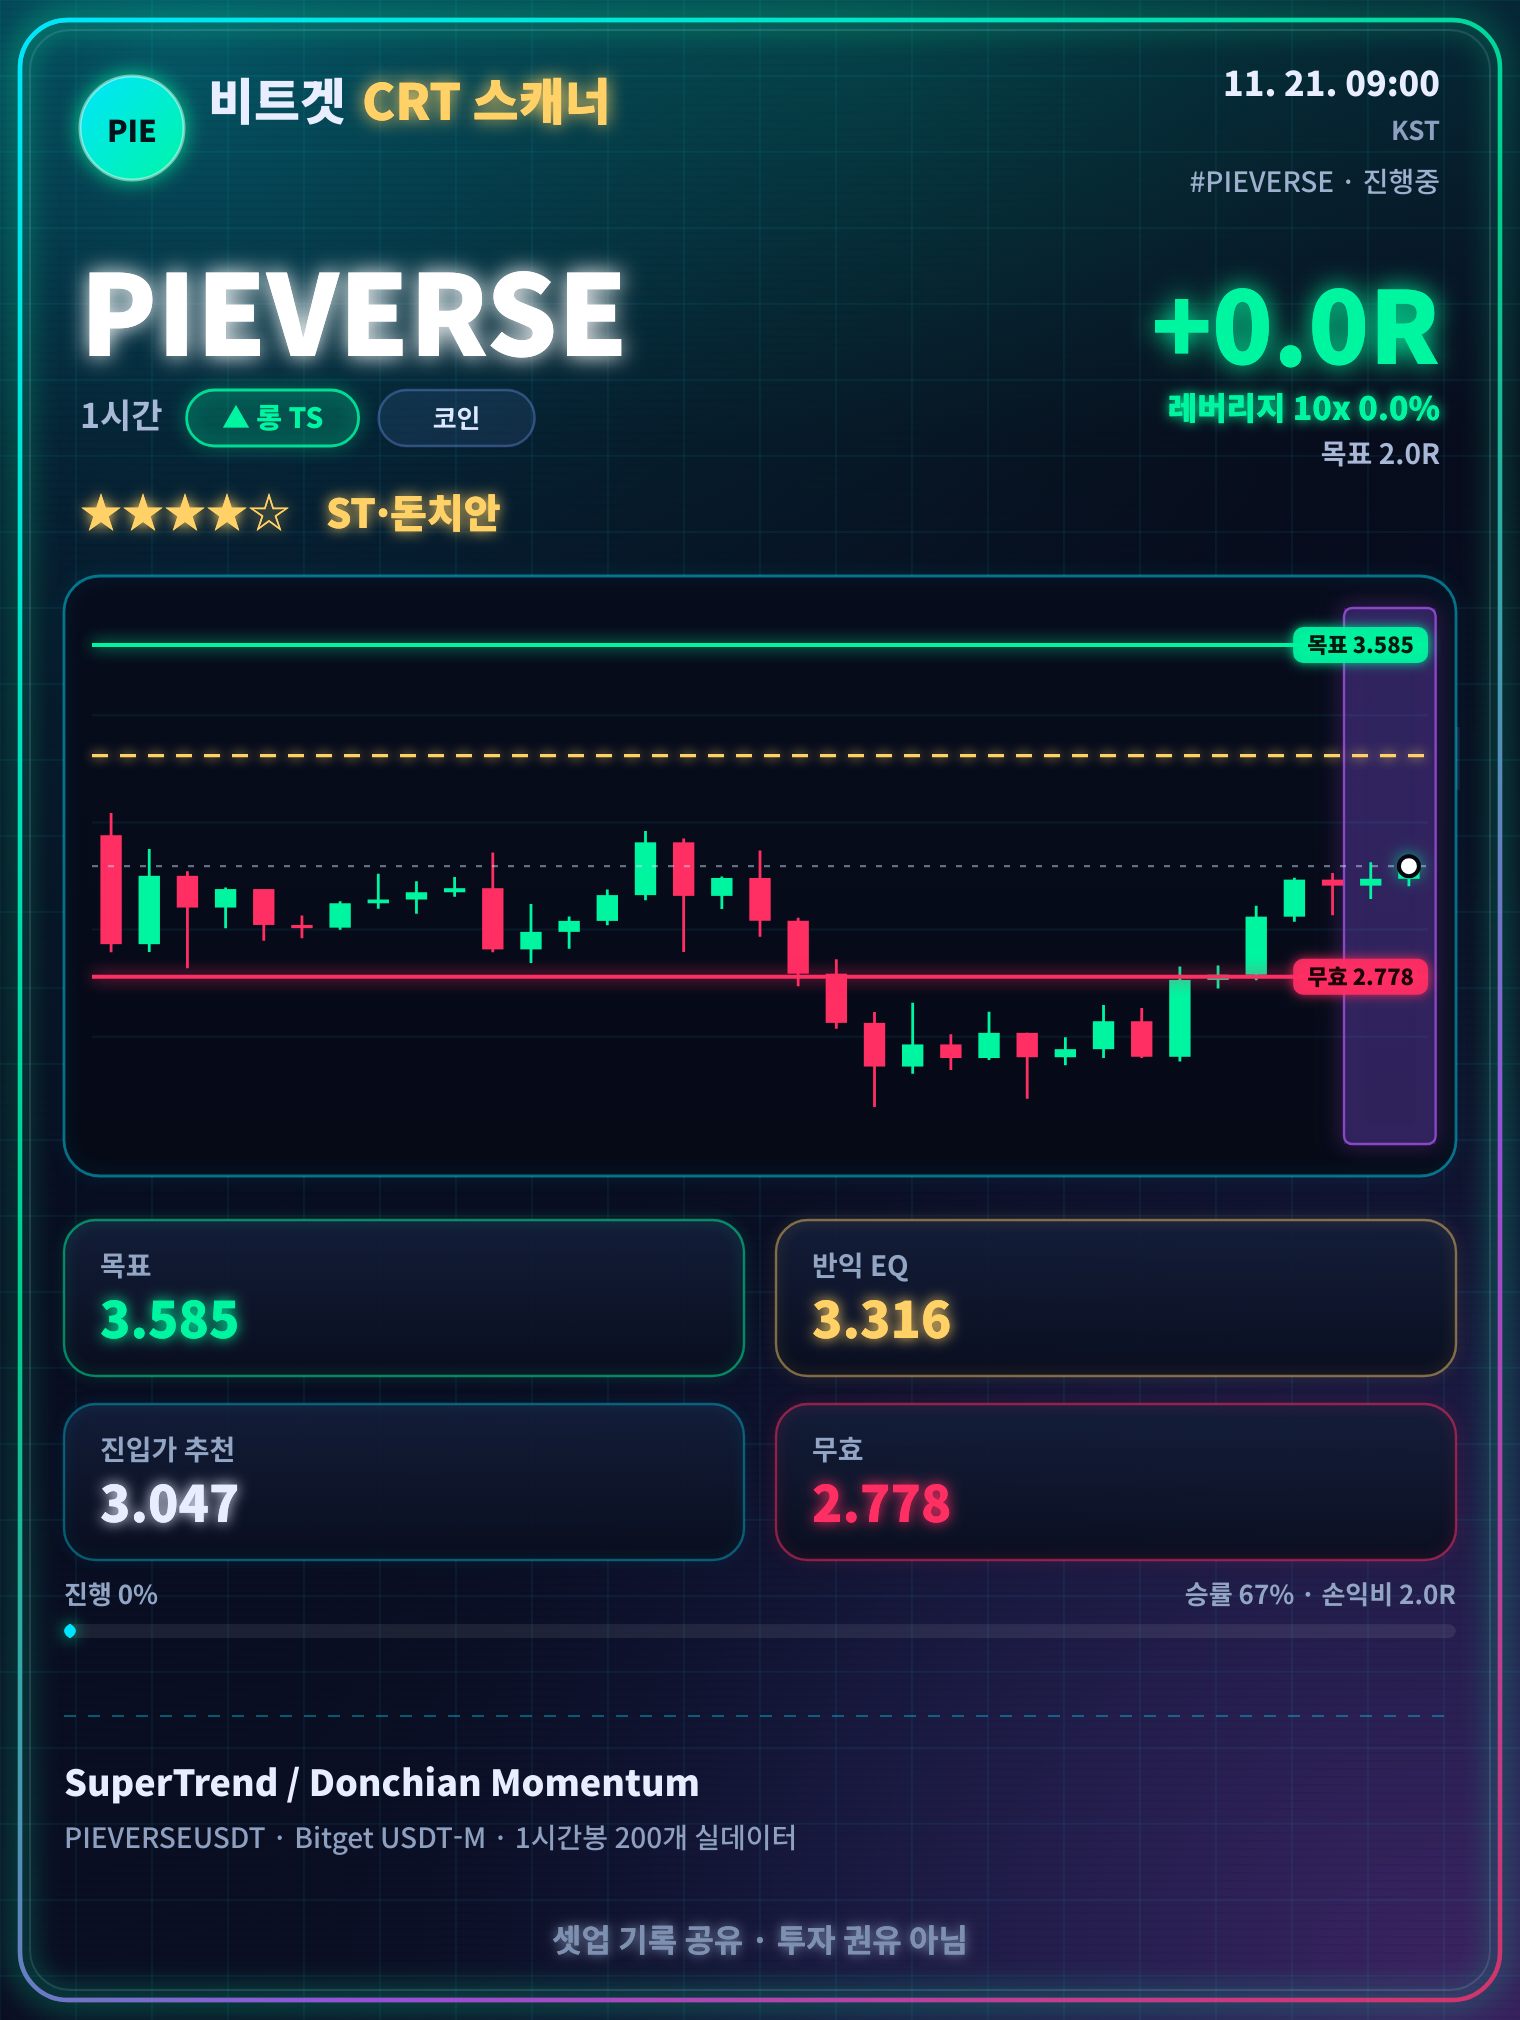 PIE
비트겟 CRT 스캐너
11. 21. 09:00
KST
#PIEVERSE · 진행중
PIEVERSE
+0.0R
1시간
▲ 롱 TS
코인
레버리지 10x 0.0%
목표 2.0R
★★★★☆ ST·돈치안
목표 3.585
무효 2.778
목표
3.585
반익 EQ
3.316
진입가 추천
3.047
무효
2.778
진행 0%
승률 67% · 손익비 2.0R
SuperTrend / Donchian Momentum
PIEVERSEUSDT · Bitget USDT-M · 1시간봉 200개 실데이터
셋업 기록 공유 · 투자 권유 아님